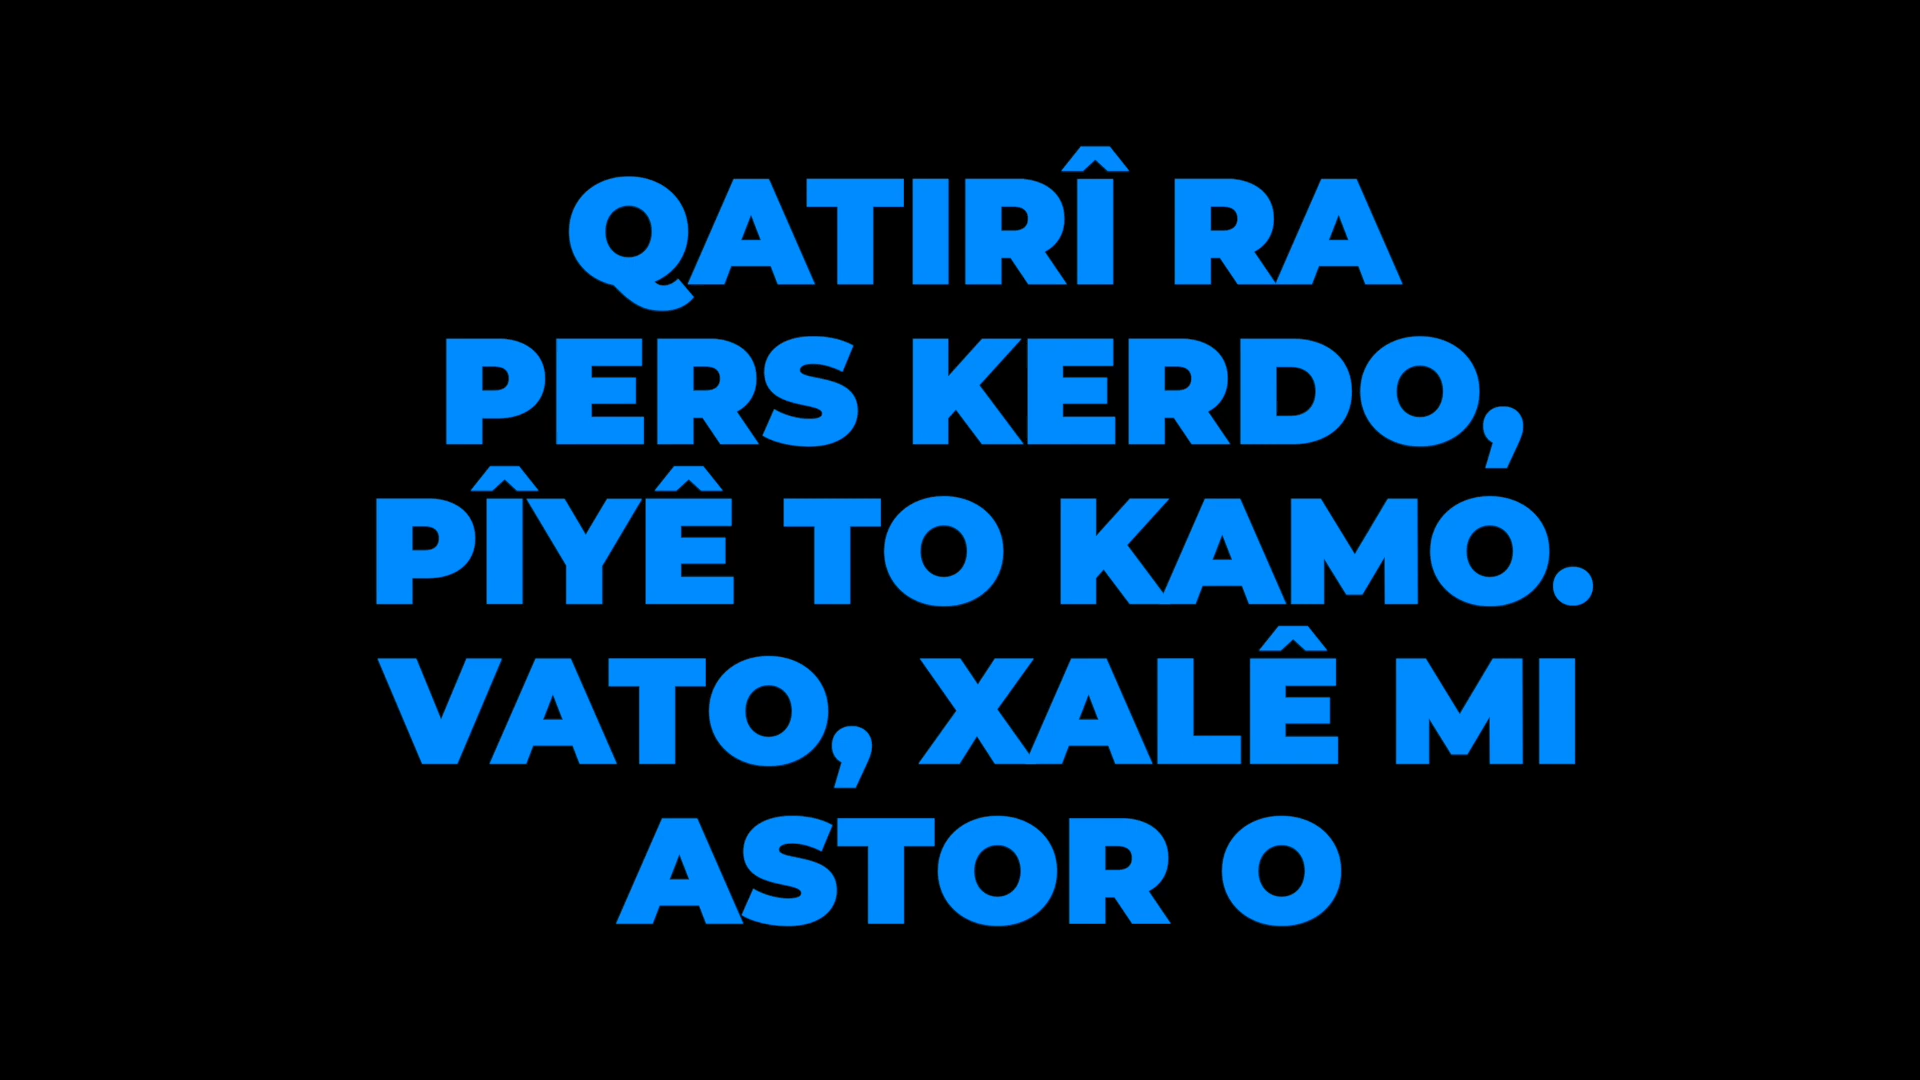 QATIRÎ RA
PERS KERDO,
PÎYÊ TO KAMO.
VATO, XALÊ MI
ASTOR O